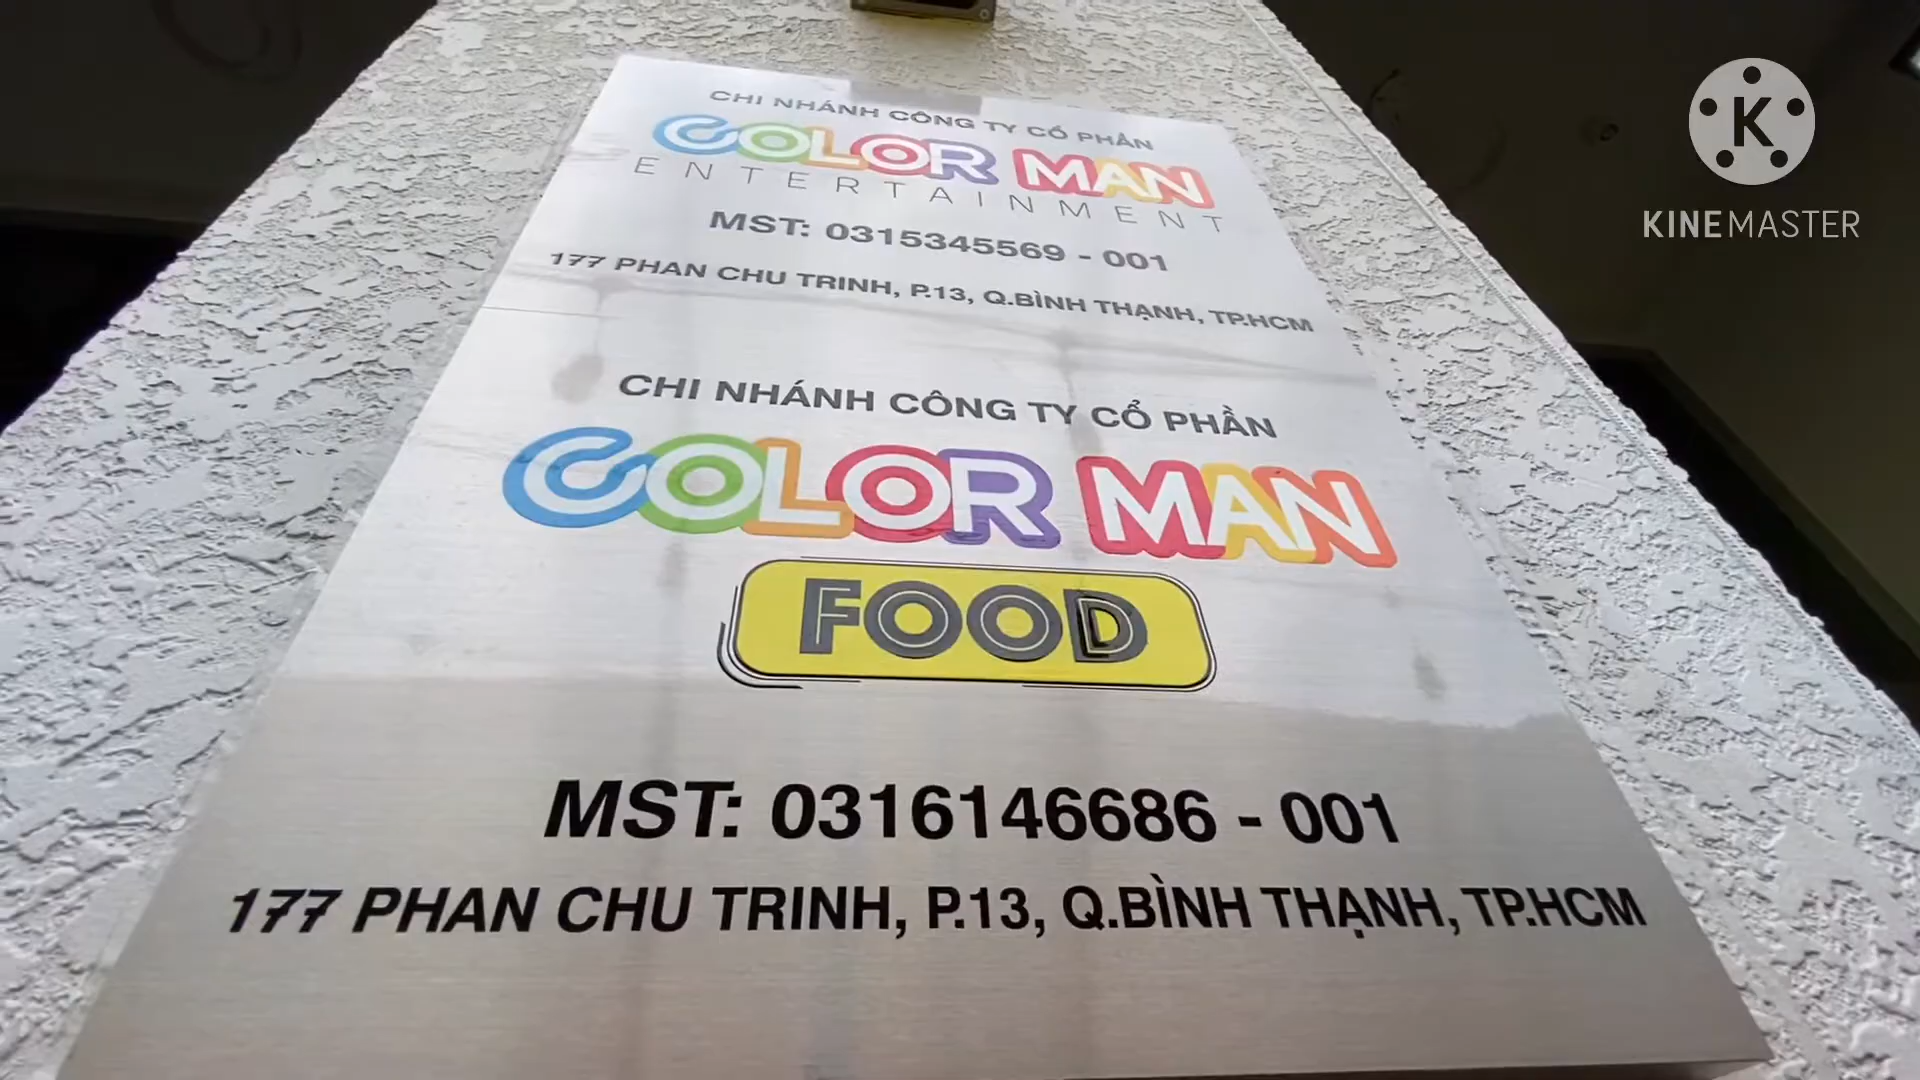 CHI NHÁNH CÔNG TY CỔ PHẦN
COLOR MAN
ENTERTAINMENT
MST: 0315345569 - 001
177 PHAN CHU TRINH, P.13, Q.BÌNH THẠNH, TP.HCM
CHI NHÁNH CÔNG TY CỔ PHẦN
COLOR MAN
FOOD
MST: 0316146686 - 001
177 PHAN CHU TRINH, P.13, Q.BÌNH THẠNH, TP.HCM
K
KINEMASTER